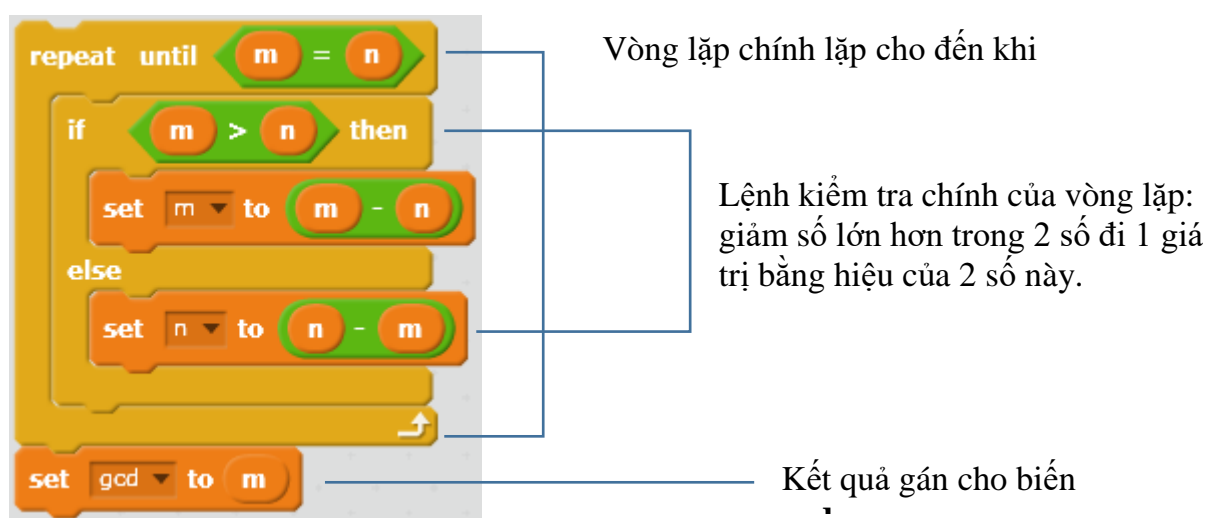 repeat until m = n
Vòng lặp chính lặp cho đến khi
if m > n then
set m to m - n
Lệnh kiểm tra chính của vòng lặp:
giảm số lớn hơn trong 2 số đi 1 giá
trị bằng hiệu của 2 số này.
else
set n to n - m
set gcd to m
Kết quả gán cho biến